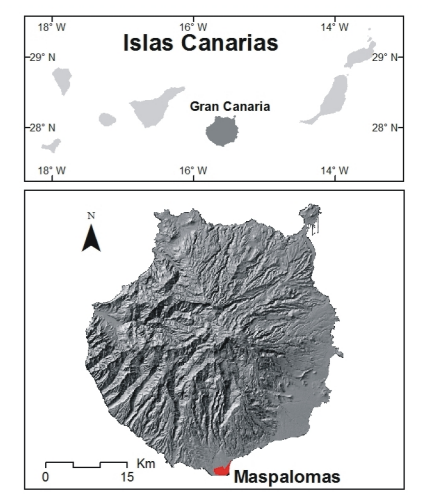 18° W 16° W 14° W
Islas Canarias
29° N 29° N
Gran Canaria
28° N 28° N
18° W 16° W 14° W
N
Km
0 15
Maspalomas